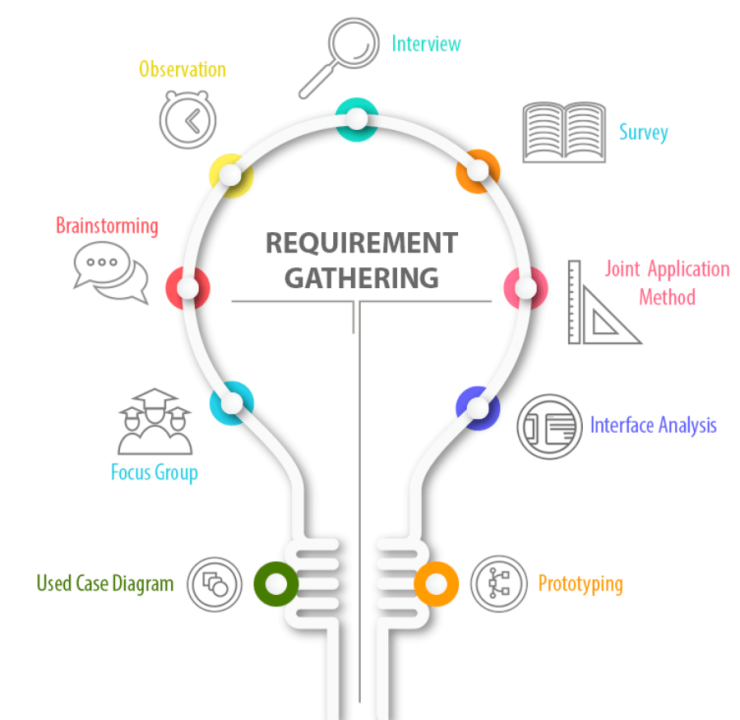 Interview
Observation
Survey
Brainstorming
REQUIREMENT
GATHERING
Joint Application
Method
Interface Analysis
Focus Group
Used Case Diagram
Prototyping